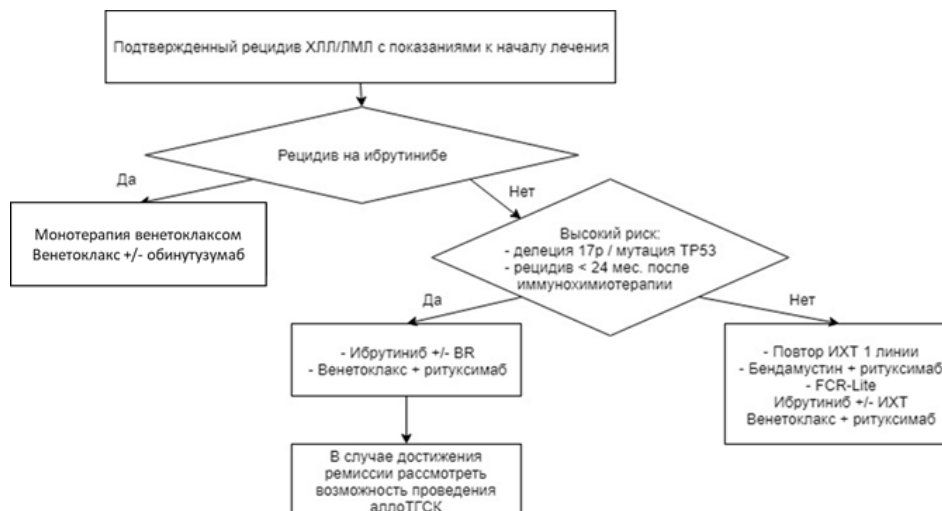 Подтвержденный рецидив ХЛЛ/ЛМЛ с показаниями к началу лечения
Рецидив на ибрутинибе
Да
Нет
Монотерапия венетоклаксом
Венетоклакс +/- обинутузумаб
Высокий риск:
- делеция 17p / мутация TP53
- рецидив < 24 мес. после
иммунохимиотерапии
Да
Нет
- Ибрутиниб +/- BR
- Венетоклакс + ритуксимаб
- Повтор ИХТ 1 линии
- Бендамустин + ритуксимаб
- FCR-Lite
Ибрутиниб +/- ИХТ
Венетоклакс + ритуксимаб
В случае достижения
ремиссии рассмотреть
возможность проведения
аллоТГСК